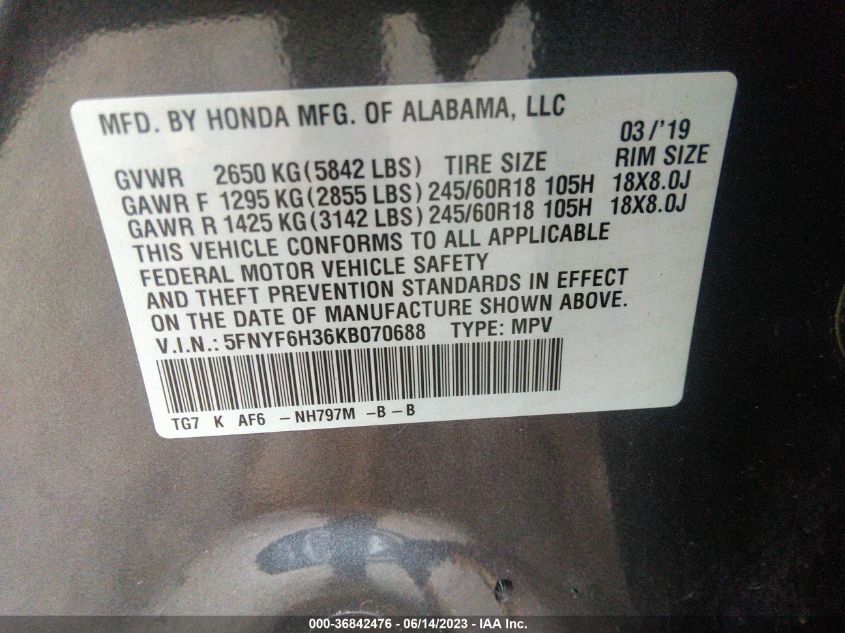 MFD. BY HONDA MFG. OF ALABAMA, LLC 03/'19
GVWR 2650 KG(5842 LBS) TIRE SIZE RIM SIZE
GAWR F 1295 KG(2855 LBS) 245/60R18 105H 18X8.0J
GAWR R 1425 KG(3142 LBS) 245/60R18 105H 18X8.0J
THIS VEHICLE CONFORMS TO ALL APPLICABLE
FEDERAL MOTOR VEHICLE SAFETY
AND THEFT PREVENTION STANDARDS IN EFFECT
ON THE DATE OF MANUFACTURE SHOWN ABOVE.
V.I.N.: 5FNYF6H36KB070688 TYPE: MPV
TG7 K AF6 -NH797M -B-B
000-36842476 - 06/14/2023 - IAA Inc.